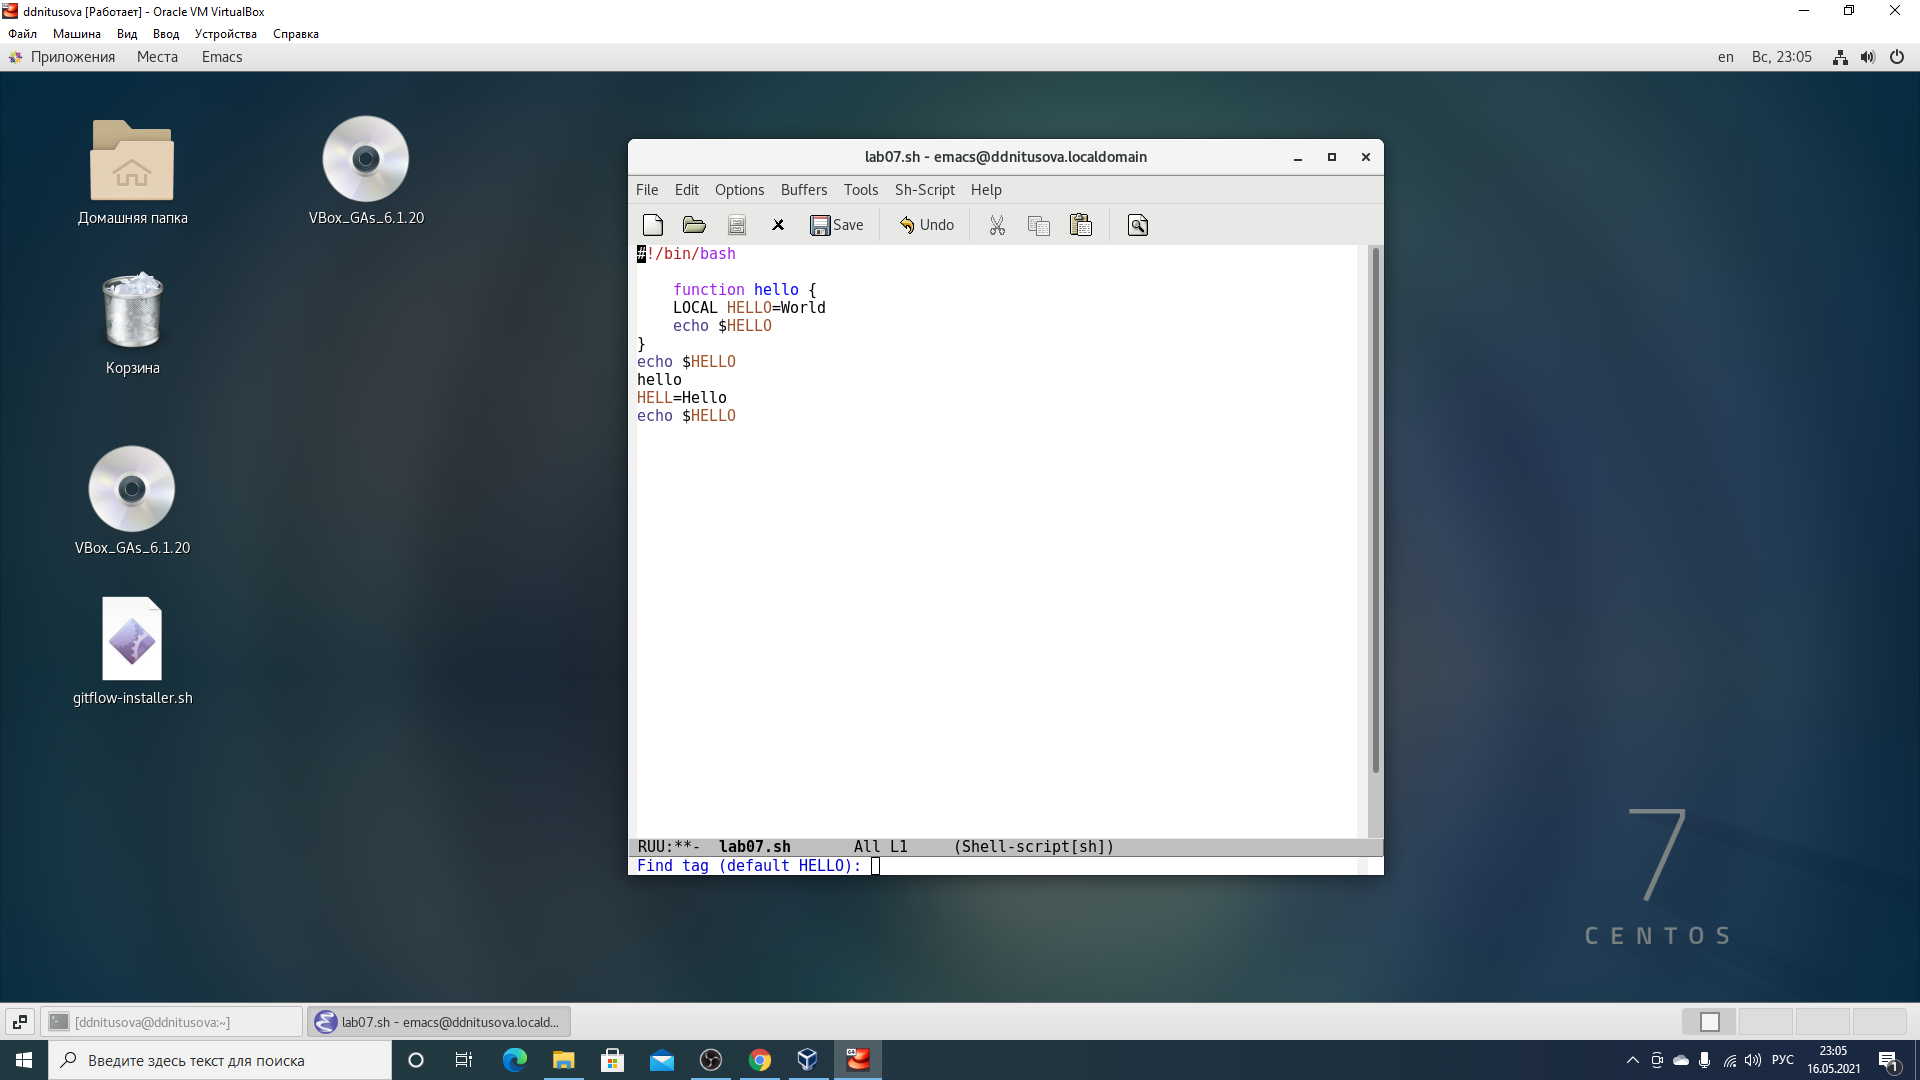 ddnitusova [Работает] - Oracle VM VirtualBox
Файл Машина Вид Ввод Устройства Справка
Приложения Места Emacs en Вс, 23:05
Домашняя папка
VBox_GAs_6.1.20
Корзина
VBox_GAs_6.1.20
gitflow-installer.sh
lab07.sh - emacs@ddnitusova.localdomain
File Edit Options Buffers Tools Sh-Script Help
Save Undo
#!/bin/bash
function hello {
LOCAL HELLO=World
echo $HELLO
}
echo $HELLO
hello
HELL=Hello
echo $HELLO
RUU:**- lab07.sh All L1 (Shell-script[sh])
Find tag (default HELLO):
7
CENTOS
[ddnitusova@ddnitusova:~] lab07.sh - emacs@ddnitusova.locald...
Введите здесь текст для поиска
64
РУС
23:05
16.05.2021
1